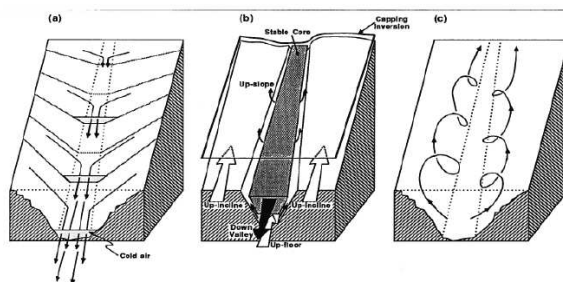 (a)
(b)
(c)
Stable Core
Capping
Inversion
Up-slope
Up-Incline
Up-Incline
Down
Valley
Up-floor
Cold air